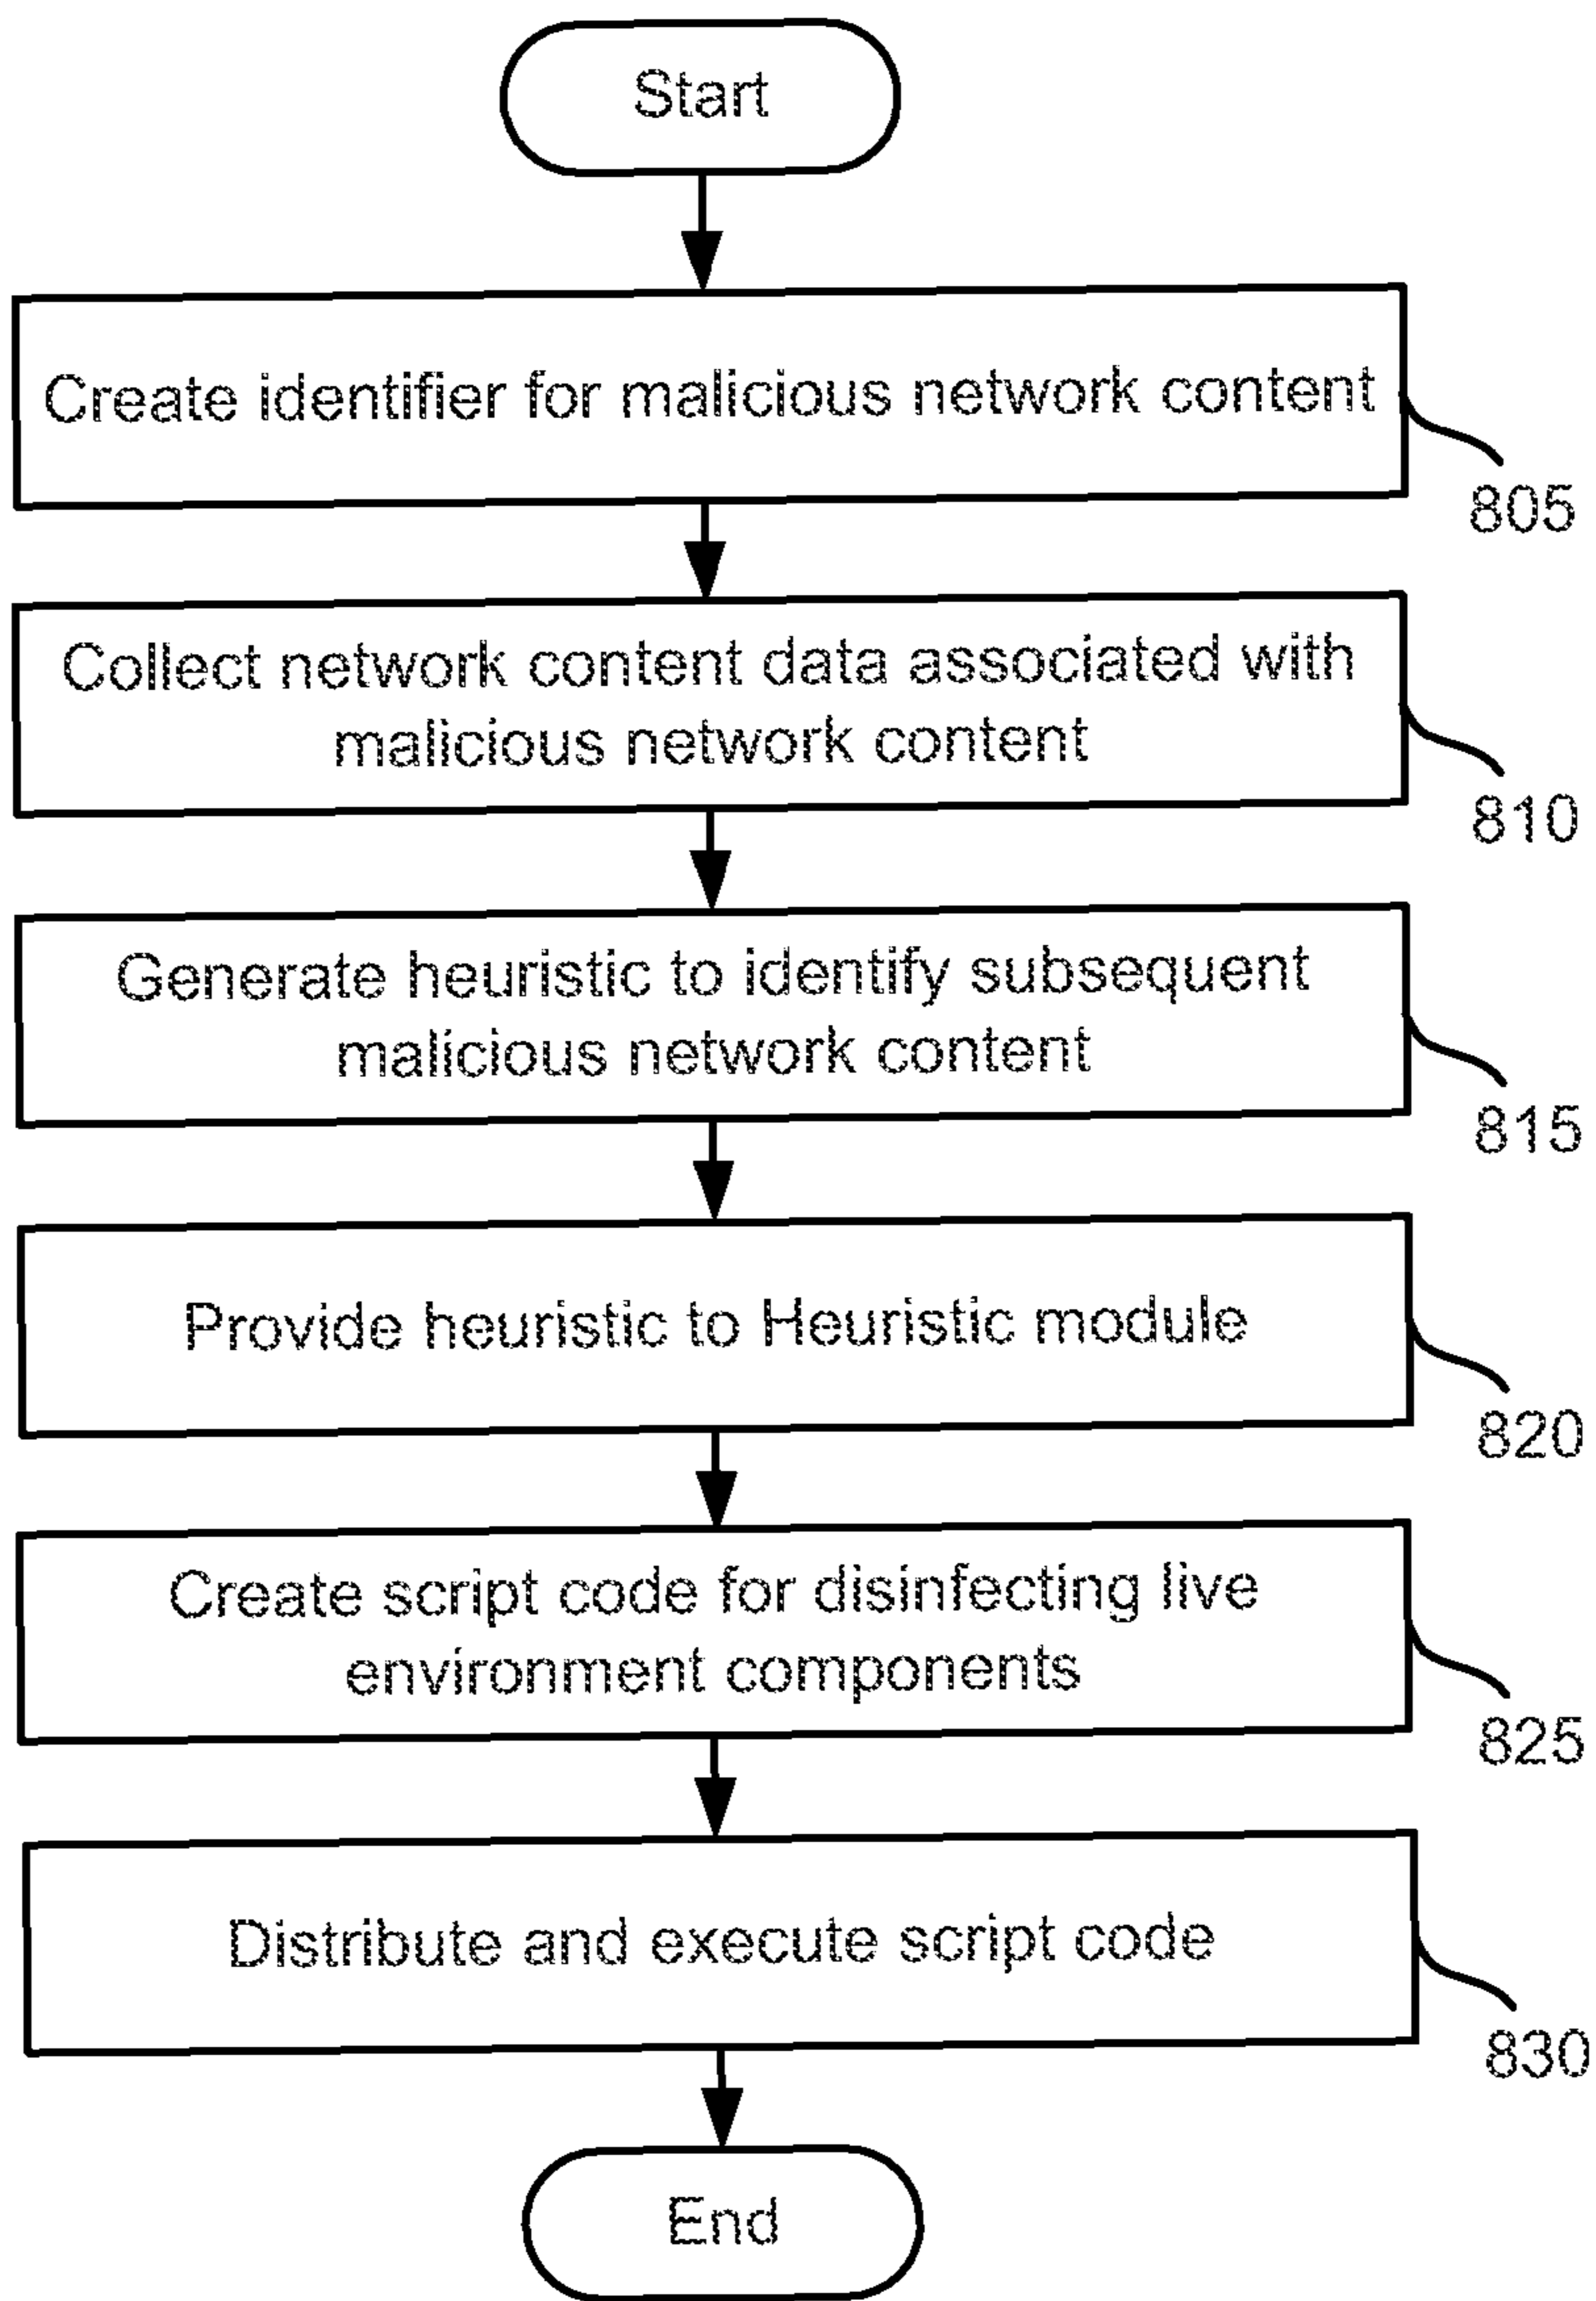 Start
Create identifier for malicious network content
805
Collect network content data associated with
malicious network content
810
Generate heuristic to identify subsequent
malicious network content
815
Provide heuristic to Heuristic module
820
Create script code for disinfecting live
environment components
825
Distribute and execute script code
830
End